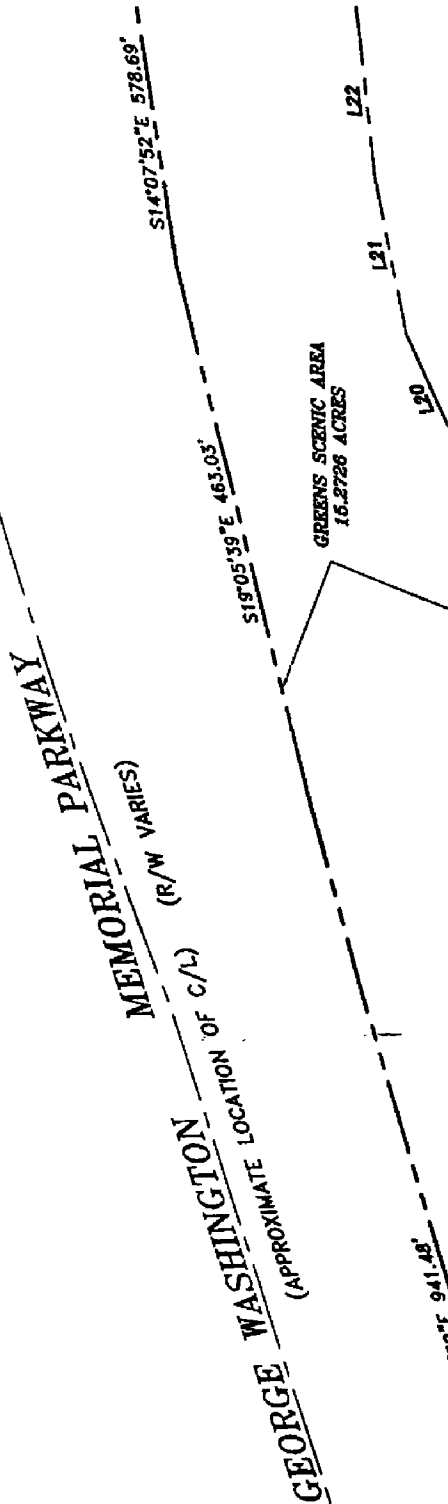 GEORGE WASHINGTON MEMORIAL PARKWAY
(APPROXIMATE LOCATION OF C/L)
(R/W VARIES)
S14°07'52"E 578.69'
S19°05'39"E 463.03'
"E 941.48'
GREENS SCENIC AREA
15.2726 ACRES
L20
L21
L22